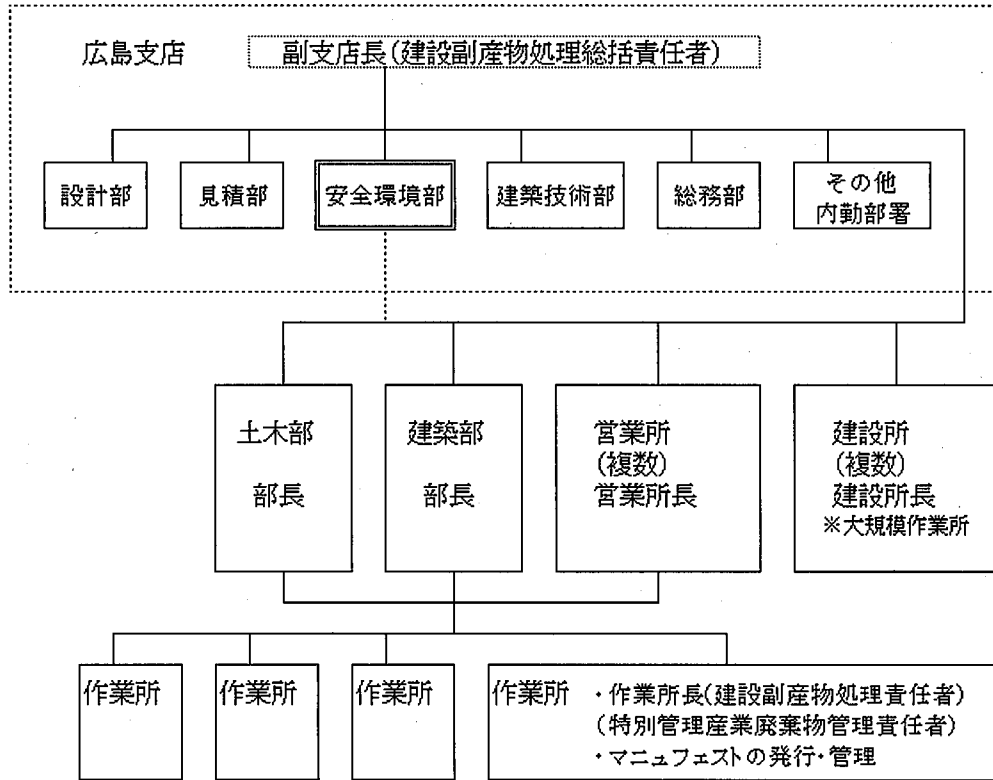 広島支店
副支店長(建設副産物処理総括責任者)
設計部
見積部
安全環境部
建築技術部
総務部
その他
内勤部署
土木部
部長
建築部
部長
営業所
(複数)
営業所長
建設所
(複数)
建設所長
※大規模作業所
作業所
作業所
作業所
作業所
・作業所長(建設副産物処理責任者)
(特別管理産業廃棄物管理責任者)
・マニュフェストの発行・管理